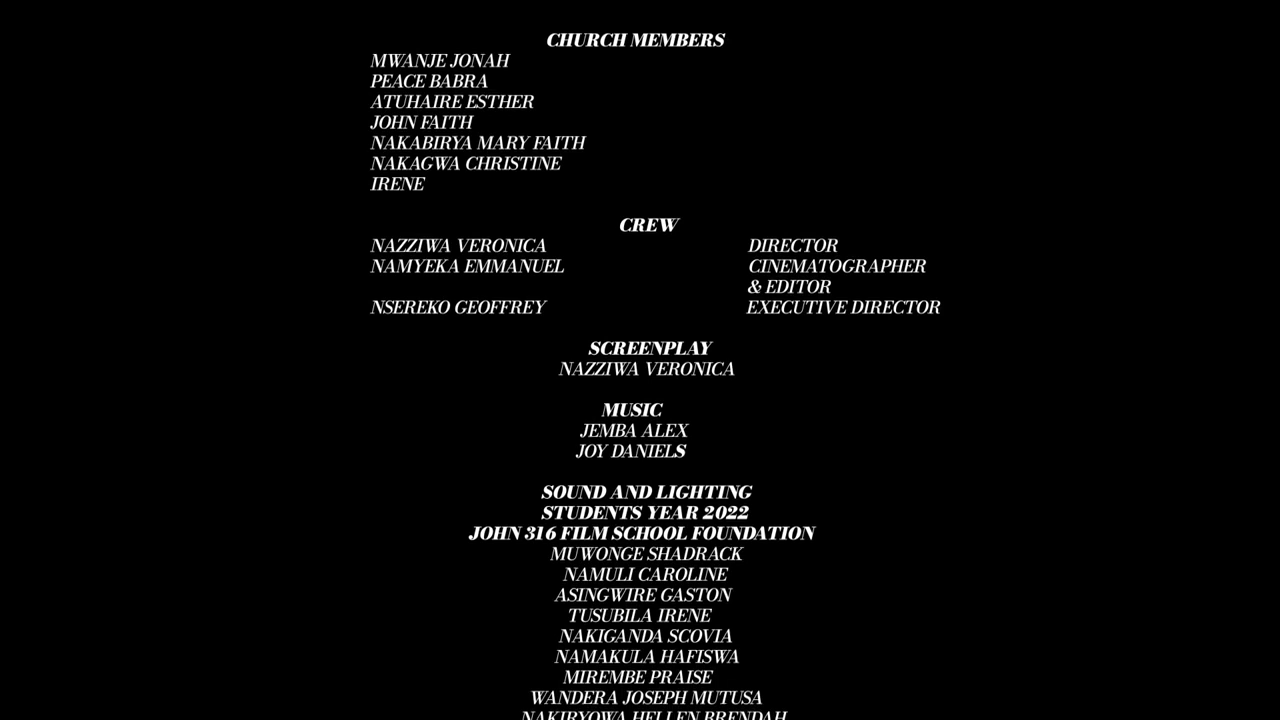 CHURCH MEMBERS
MWANJE JONAH
PEACE BABRA
ATUHAIRE ESTHER
JOHN FAITH
NAKABIRYA MARY FAITH
NAKAGWA CHRISTINE
IRENE
CREW
NAZZIWA VERONICA DIRECTOR
NAMYEKA EMMANUEL CINEMATOGRAPHER
& EDITOR
NSEREKO GEOFFREY EXECUTIVE DIRECTOR
SCREENPLAY
NAZZIWA VERONICA
MUSIC
JEMBA ALEX
JOY DANIELS
SOUND AND LIGHTING
STUDENTS YEAR 2022
JOHN 316 FILM SCHOOL FOUNDATION
MUWONGE SHADRACK
NAMULI CAROLINE
ASINGWIRE GASTON
TUSUBILA IRENE
NAKIGANDA SCOVIA
NAMAKULA HAFISWA
MIREMBE PRAISE
WANDERA JOSEPH MUTUSA
NAKIRYOWA HELLEN BRENDAH